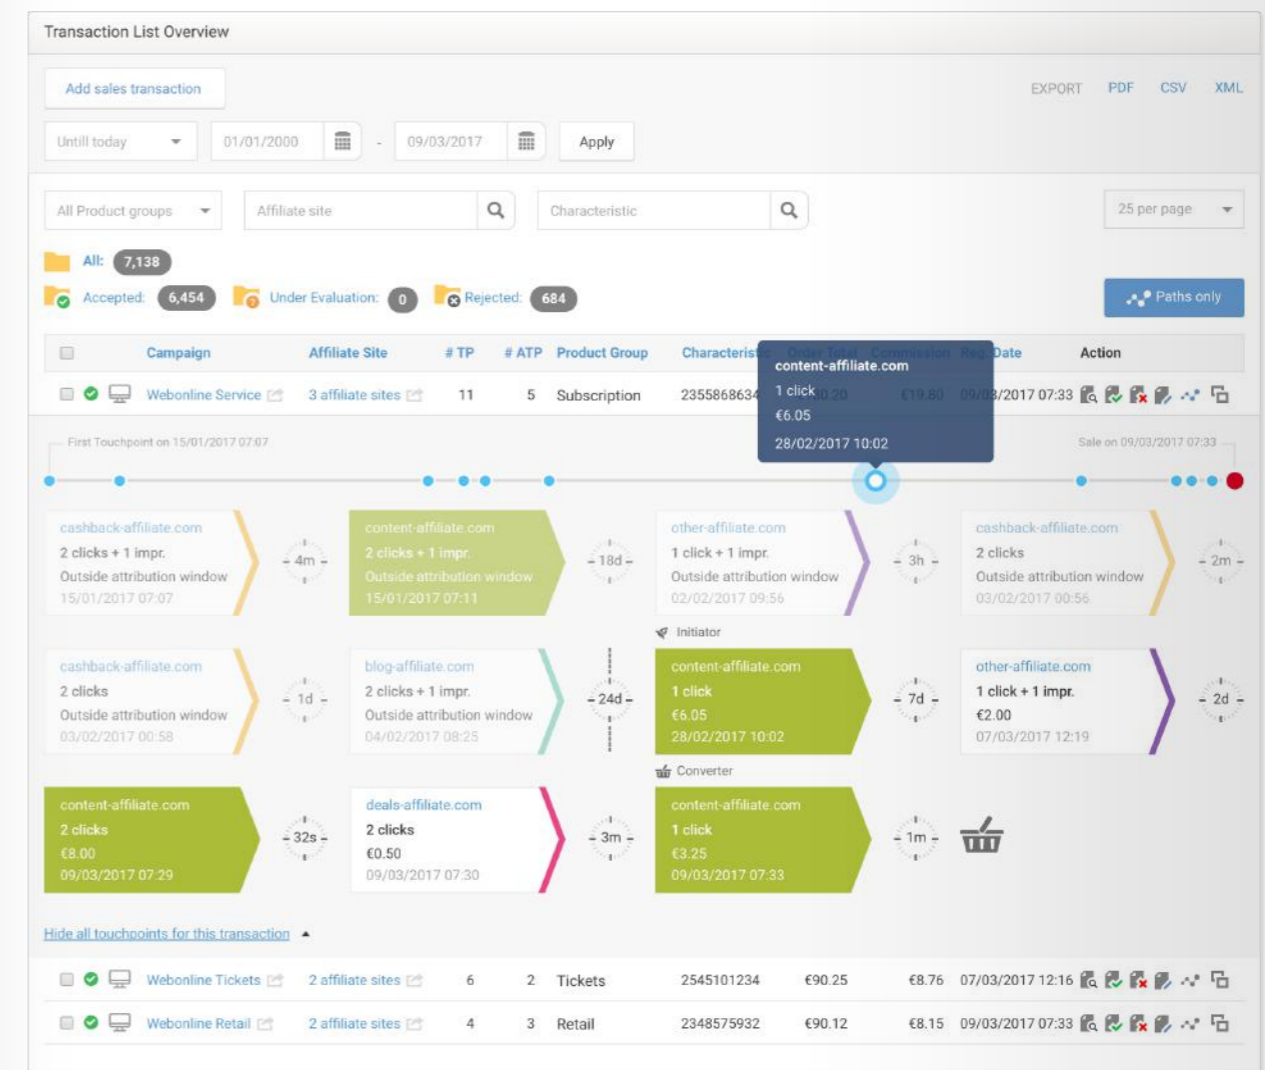 Transaction List Overview
Add sales transaction
EXPORT PDF CSV XML
Untill today 01/01/2000 - 09/03/2017 Apply
All Product groups Affiliate site Characteristic 25 per page
All: 7,138
Accepted: 6,454 Under Evaluation: 0 Rejected: 684
Paths only
Campaign Affiliate Site # TP # ATP Product Group Characteristic Order Total Commission Reg. Date Action
content-affiliate.com
1 click
€6.05
28/02/2017 10:02
Webonline Service 3 affiliate sites 11 5 Subscription 2355868634 €19.80 09/03/2017 07:33
First Touchpoint on 15/01/2017 07:07
Sale on 09/03/2017 07:33
cashback-affiliate.com
2 clicks + 1 impr.
Outside attribution window
15/01/2017 07:07
4m
content-affiliate.com
2 clicks + 1 impr.
Outside attribution window
15/01/2017 07:11
18d
other-affiliate.com
1 click + 1 impr.
Outside attribution window
02/02/2017 09:56
3h
cashback-affiliate.com
2 clicks
Outside attribution window
03/02/2017 00:56
2m
cashback-affiliate.com
2 clicks
Outside attribution window
03/02/2017 00:58
1d
blog-affiliate.com
2 clicks + 1 impr.
Outside attribution window
04/02/2017 08:25
24d
Initiator
content-affiliate.com
1 click
€6.05
28/02/2017 10:02
7d
other-affiliate.com
1 click + 1 impr.
€2.00
07/03/2017 12:19
2d
content-affiliate.com
2 clicks
€8.00
09/03/2017 07:29
32s
deals-affiliate.com
2 clicks
€0.50
09/03/2017 07:30
3m
Converter
content-affiliate.com
1 click
€3.25
09/03/2017 07:33
1m
Hide all touchpoints for this transaction
Webonline Tickets 2 affiliate sites 6 2 Tickets 2545101234 €90.25 €8.76 07/03/2017 12:16
Webonline Retail 2 affiliate sites 4 3 Retail 2348575932 €90.12 €8.15 09/03/2017 07:33